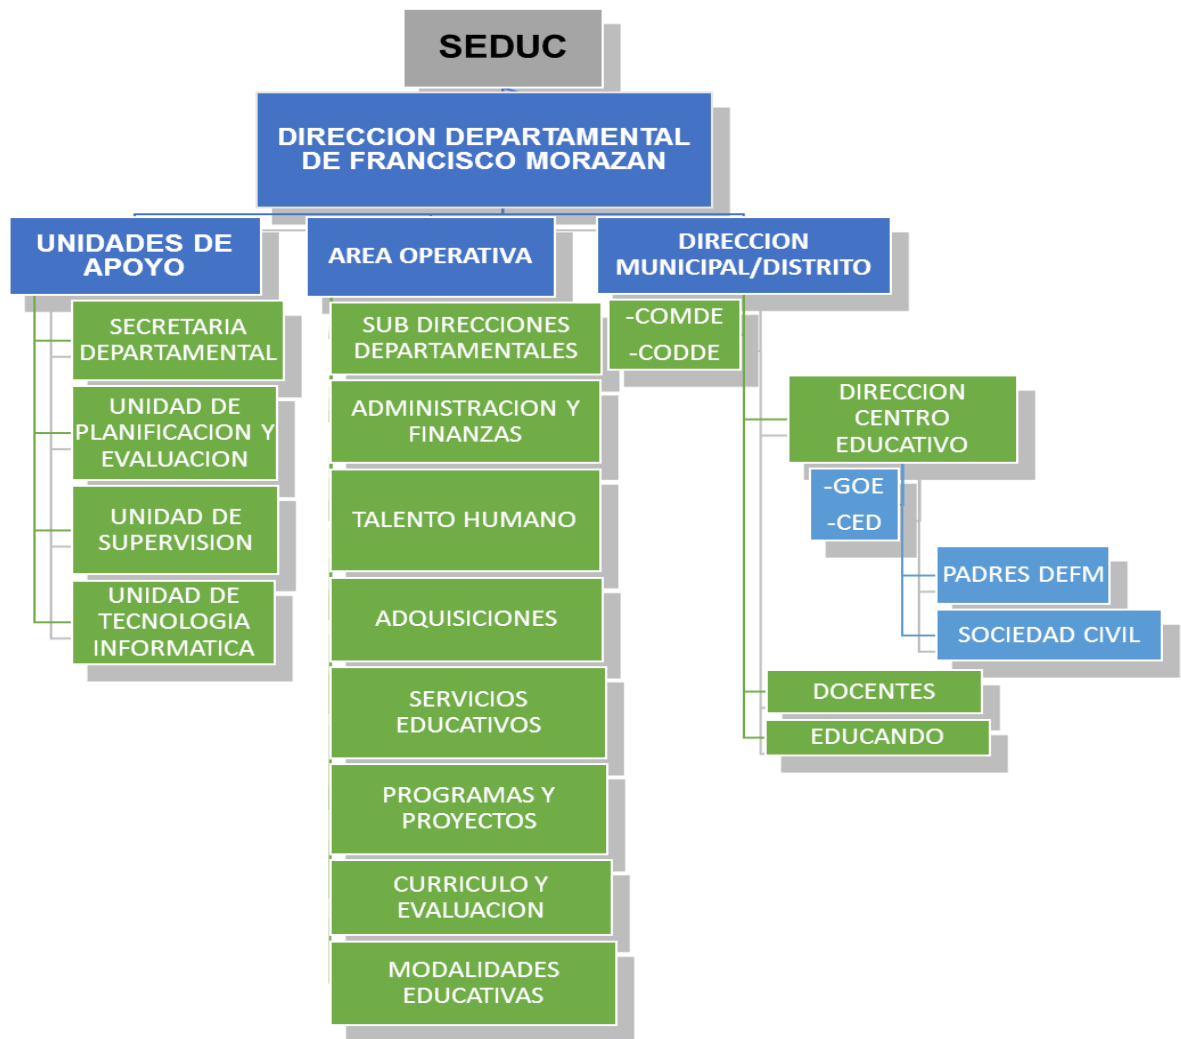 SEDUC
DIRECCION DEPARTAMENTAL
DE FRANCISCO MORAZAN
UNIDADES DE
APOYO
SECRETARIA
DEPARTAMENTAL
UNIDAD DE
PLANIFICACION Y
EVALUACION
UNIDAD DE
SUPERVISION
UNIDAD DE
TECNOLOGIA
INFORMATICA
AREA OPERATIVA
SUB DIRECCIONES
DEPARTAMENTALES
ADMINISTRACION Y
FINANZAS
TALENTO HUMANO
ADQUISICIONES
SERVICIOS
EDUCATIVOS
PROGRAMAS Y
PROYECTOS
CURRICULO Y
EVALUACION
MODALIDADES
EDUCATIVAS
DIRECCION
MUNICIPAL/DISTRITO
-COMDE
-CODDE
DIRECCION
CENTRO
EDUCATIVO
-GOE
-CED
PADRES DEFM
SOCIEDAD CIVIL
DOCENTES
EDUCANDO